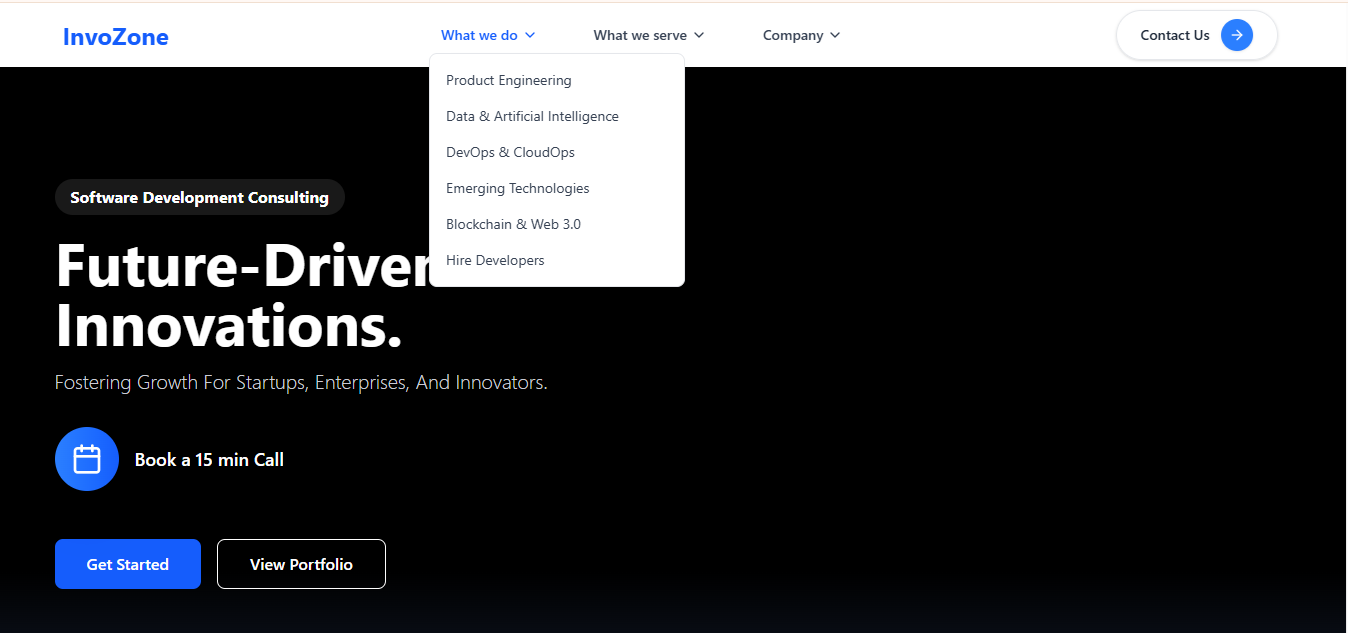 InvoZone
What we do
What we serve
Company
Contact Us
Product Engineering
Data & Artificial Intelligence
DevOps & CloudOps
Emerging Technologies
Blockchain & Web 3.0
Hire Developers
Software Development Consulting
Future-Driven
Innovations.
Fostering Growth For Startups, Enterprises, And Innovators.
Book a 15 min Call
Get Started
View Portfolio